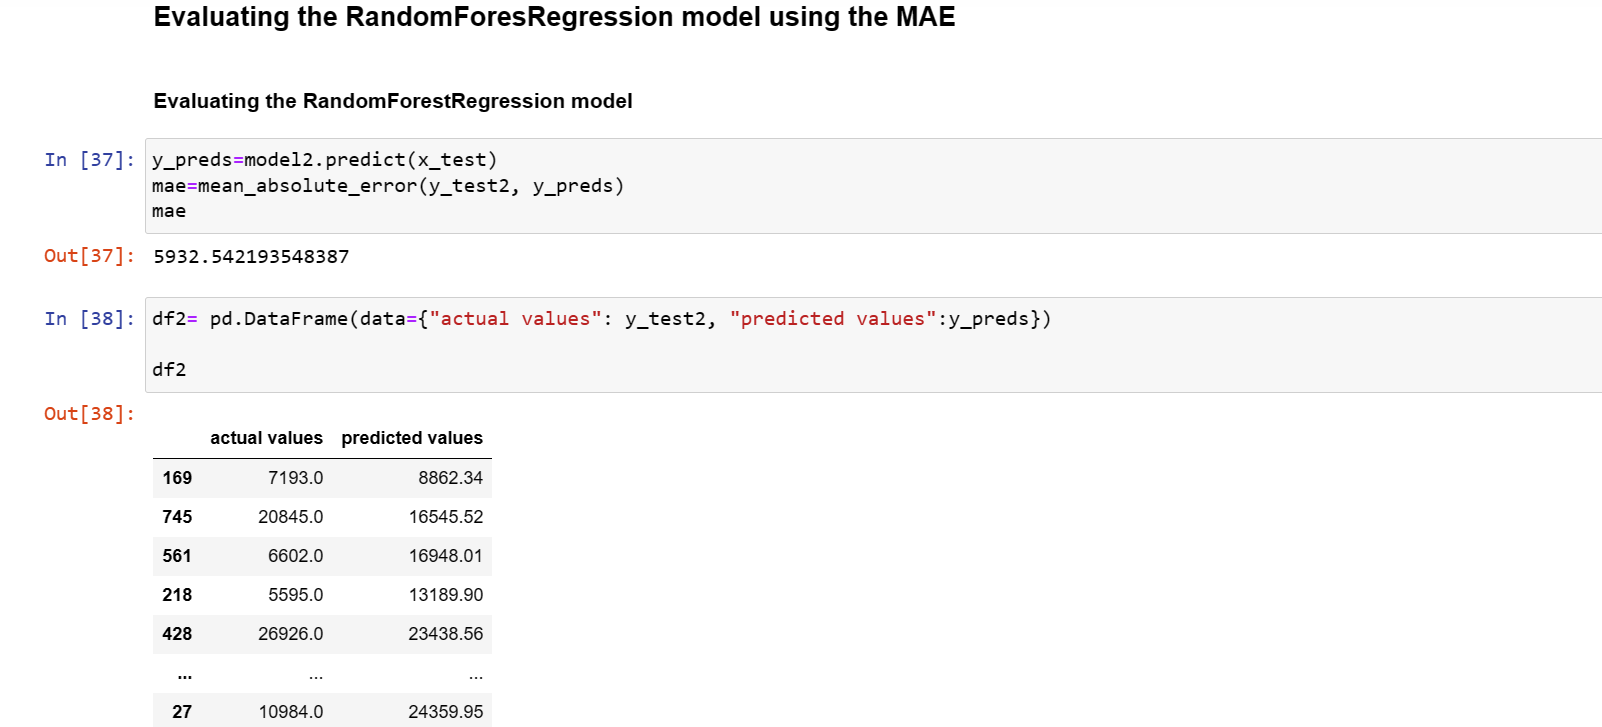 Evaluating the RandomForesRegression model using the MAE
Evaluating the RandomForestRegression model
In [37]: y_preds=model2.predict(x_test)
mae=mean_absolute_error(y_test2, y_preds)
mae
Out[37]: 5932.542193548387
In [38]: df2= pd.DataFrame(data={"actual values": y_test2, "predicted values":y_preds})
df2
Out[38]:
actual values predicted values
169 7193.0 8862.34
745 20845.0 16545.52
561 6602.0 16948.01
218 5595.0 13189.90
428 26926.0 23438.56
... ... ...
27 10984.0 24359.95